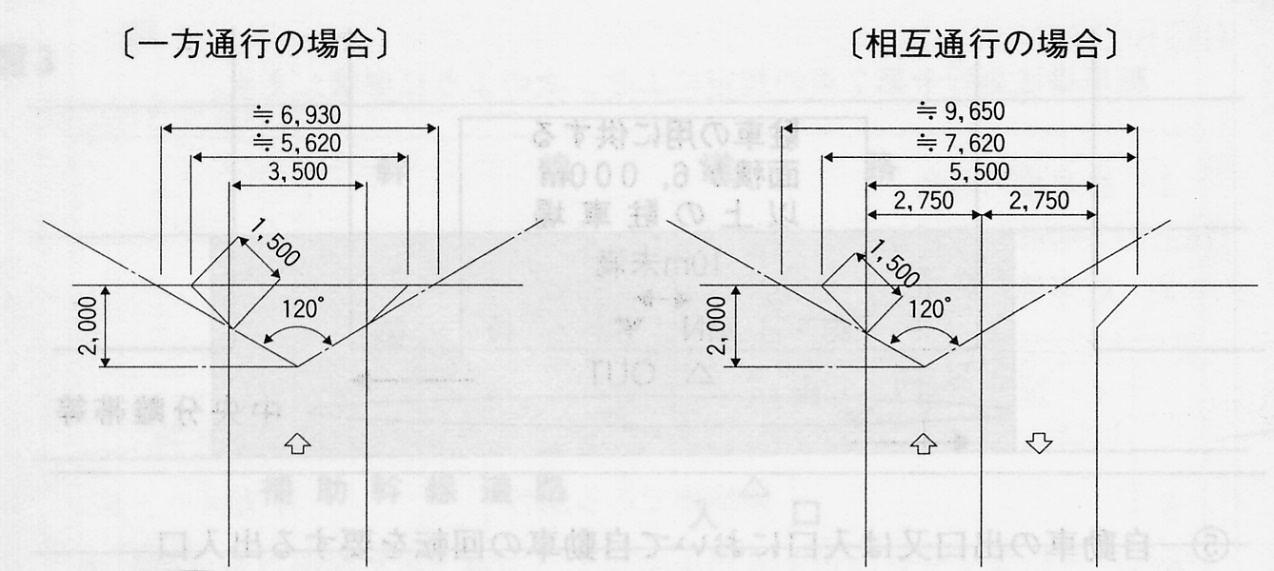 〔一方通行の場合〕
≒ 6,930
≒ 5,620
3,500
1,500
120°
2,000
〔相互通行の場合〕
≒ 9,650
≒ 7,620
5,500
2,750 2,750
1,500
120°
2,000
駐車の用に供する
面積：6,000㎡
以上の駐車場
10m未満
IN
OUT
中央分離帯等
補助幹線道路
入口
⑤ 自動車の出口又は入口において自動車の回転を要する出入口